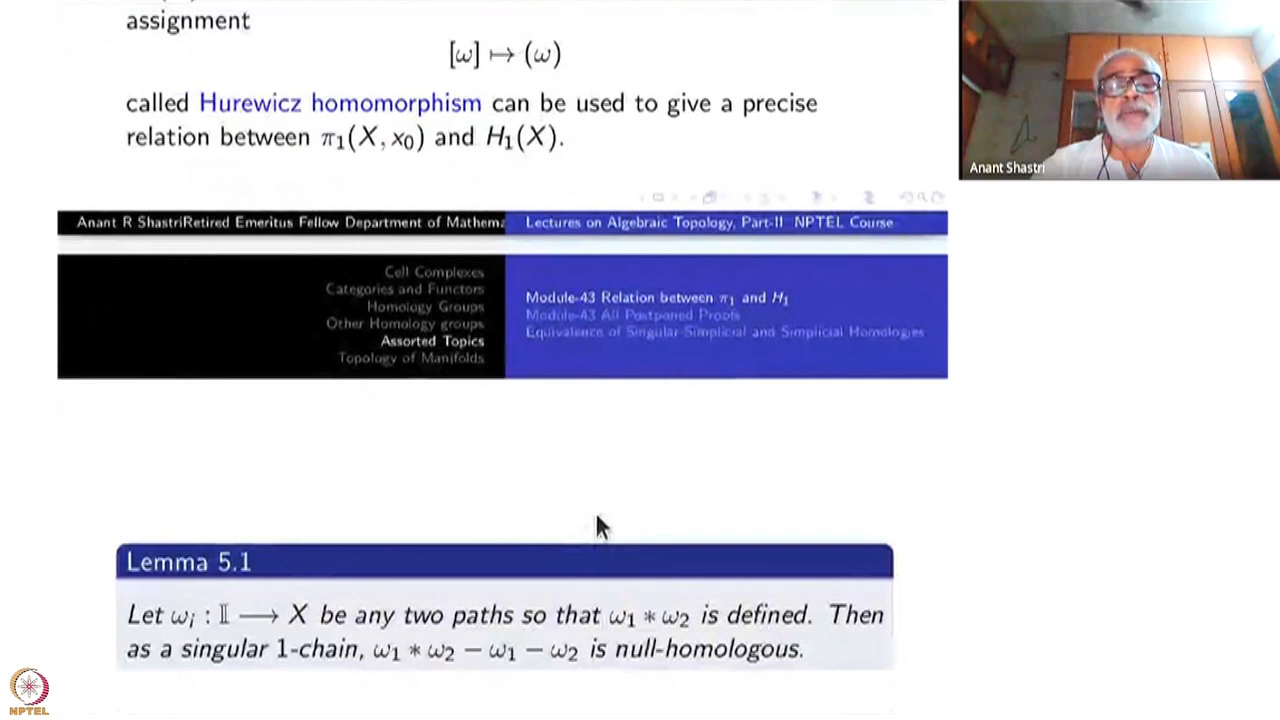 assignment
[ω] ↦ (ω)
called Hurewicz homomorphism can be used to give a precise
relation between π₁(X, x₀) and H₁(X).
Anant Shastri
Anant R ShastriRetired Emeritus Fellow Department of Mathema
Lectures on Algebraic Topology, Part-II NPTEL Course
Cell Complexes
Categories and Functors
Homology Groups
Other Homology groups
Assorted Topics
Topology of Manifolds
Module-43 Relation between π₁ and H₁
Module-43 All Postponed Proofs
Equivalence of Singular Simplicial and Simplicial Homologies
Lemma 5.1
Let ωᵢ : 𝕀 ⟶ X be any two paths so that ω₁ * ω₂ is defined. Then
as a singular 1-chain, ω₁ * ω₂ − ω₁ − ω₂ is null-homologous.
NPTEL